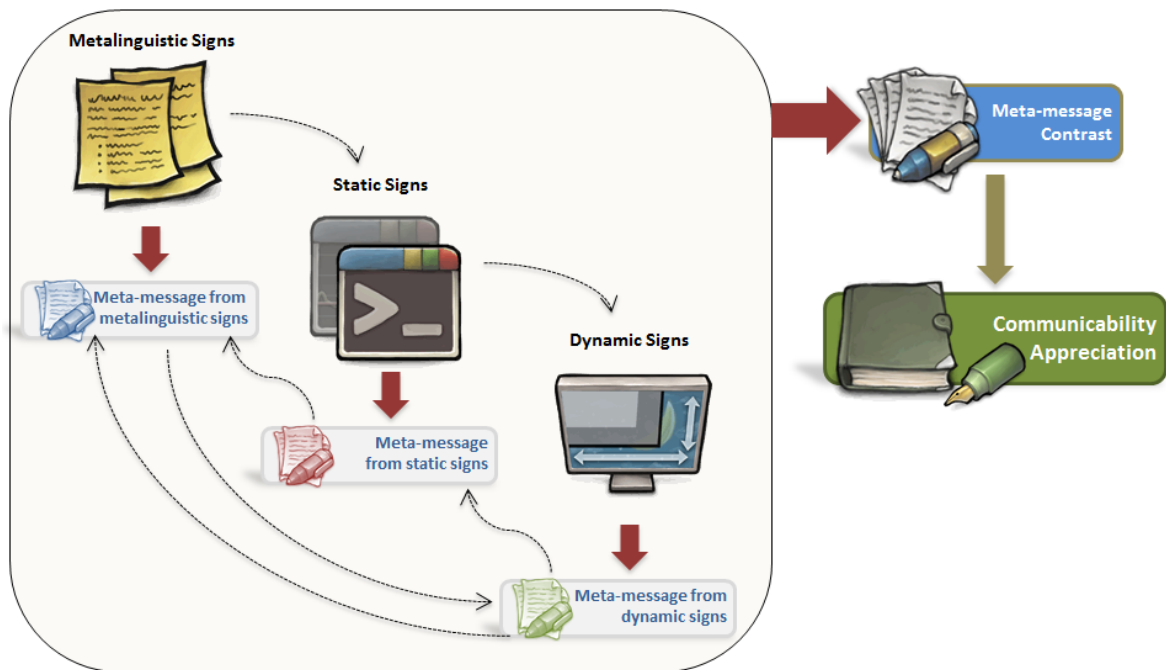 Metalinguistic Signs
Meta-message
Contrast
Static Signs
Meta-message from
metalinguistic signs
Dynamic Signs
Communicability
Appreciation
Meta-message
from static signs
Meta-message from
dynamic signs